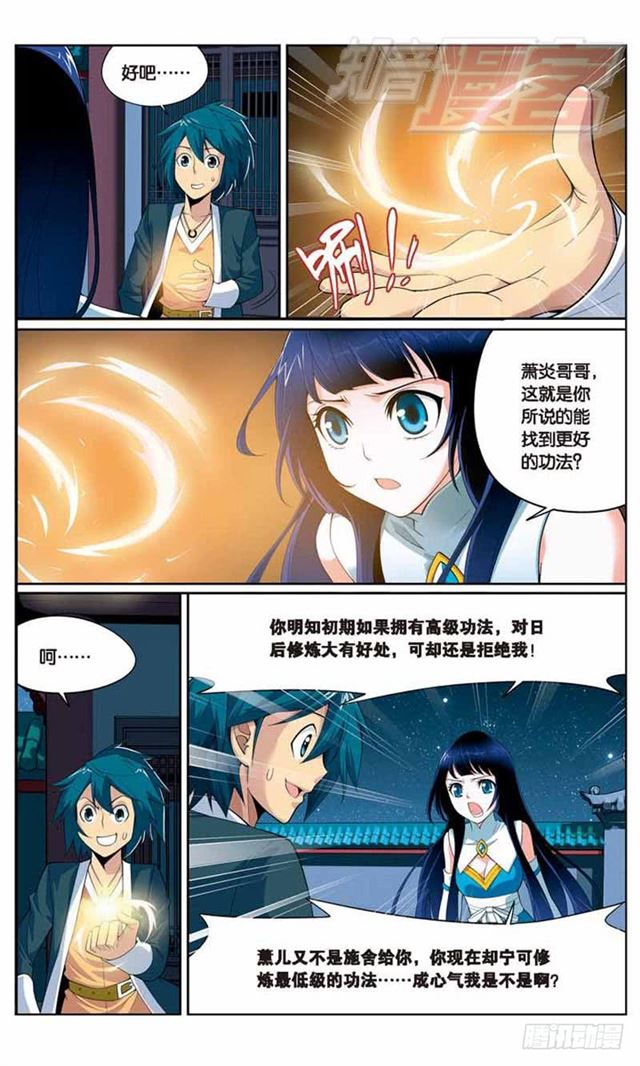 好吧……
知音漫客
唰!!
萧炎哥哥，
这就是你
所说的能
找到更好
的功法？
呵……
你明知初期如果拥有高级功法，对日
后修炼大有好处，可却还是拒绝我！
薰儿又不是施舍给你，你现在却宁可修
炼最低级的功法……成心气我是不是啊？
腾讯动漫